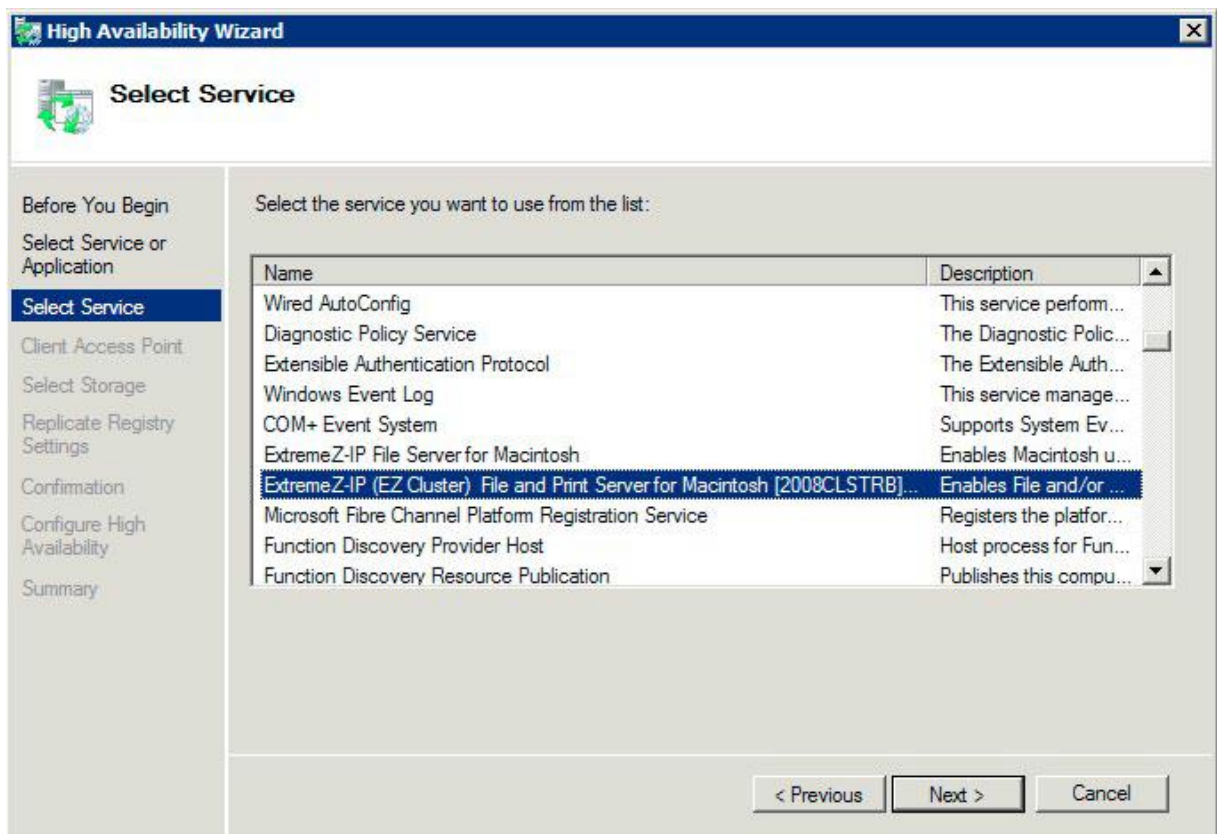 High Availability Wizard
Select Service
Before You Begin
Select Service or
Application
Select Service
Client Access Point
Select Storage
Replicate Registry
Settings
Confirmation
Configure High
Availability
Summary
Select the service you want to use from the list:
Name Description
Wired AutoConfig This service perform...
Diagnostic Policy Service The Diagnostic Polic...
Extensible Authentication Protocol The Extensible Auth...
Windows Event Log This service manage...
COM+ Event System Supports System Ev...
ExtremeZ-IP File Server for Macintosh Enables Macintosh u...
ExtremeZ-IP (EZ Cluster) File and Print Server for Macintosh [2008CLSTRB]... Enables File and/or ...
Microsoft Fibre Channel Platform Registration Service Registers the platfor...
Function Discovery Provider Host Host process for Fun...
Function Discovery Resource Publication Publishes this compu...
< Previous Next > Cancel